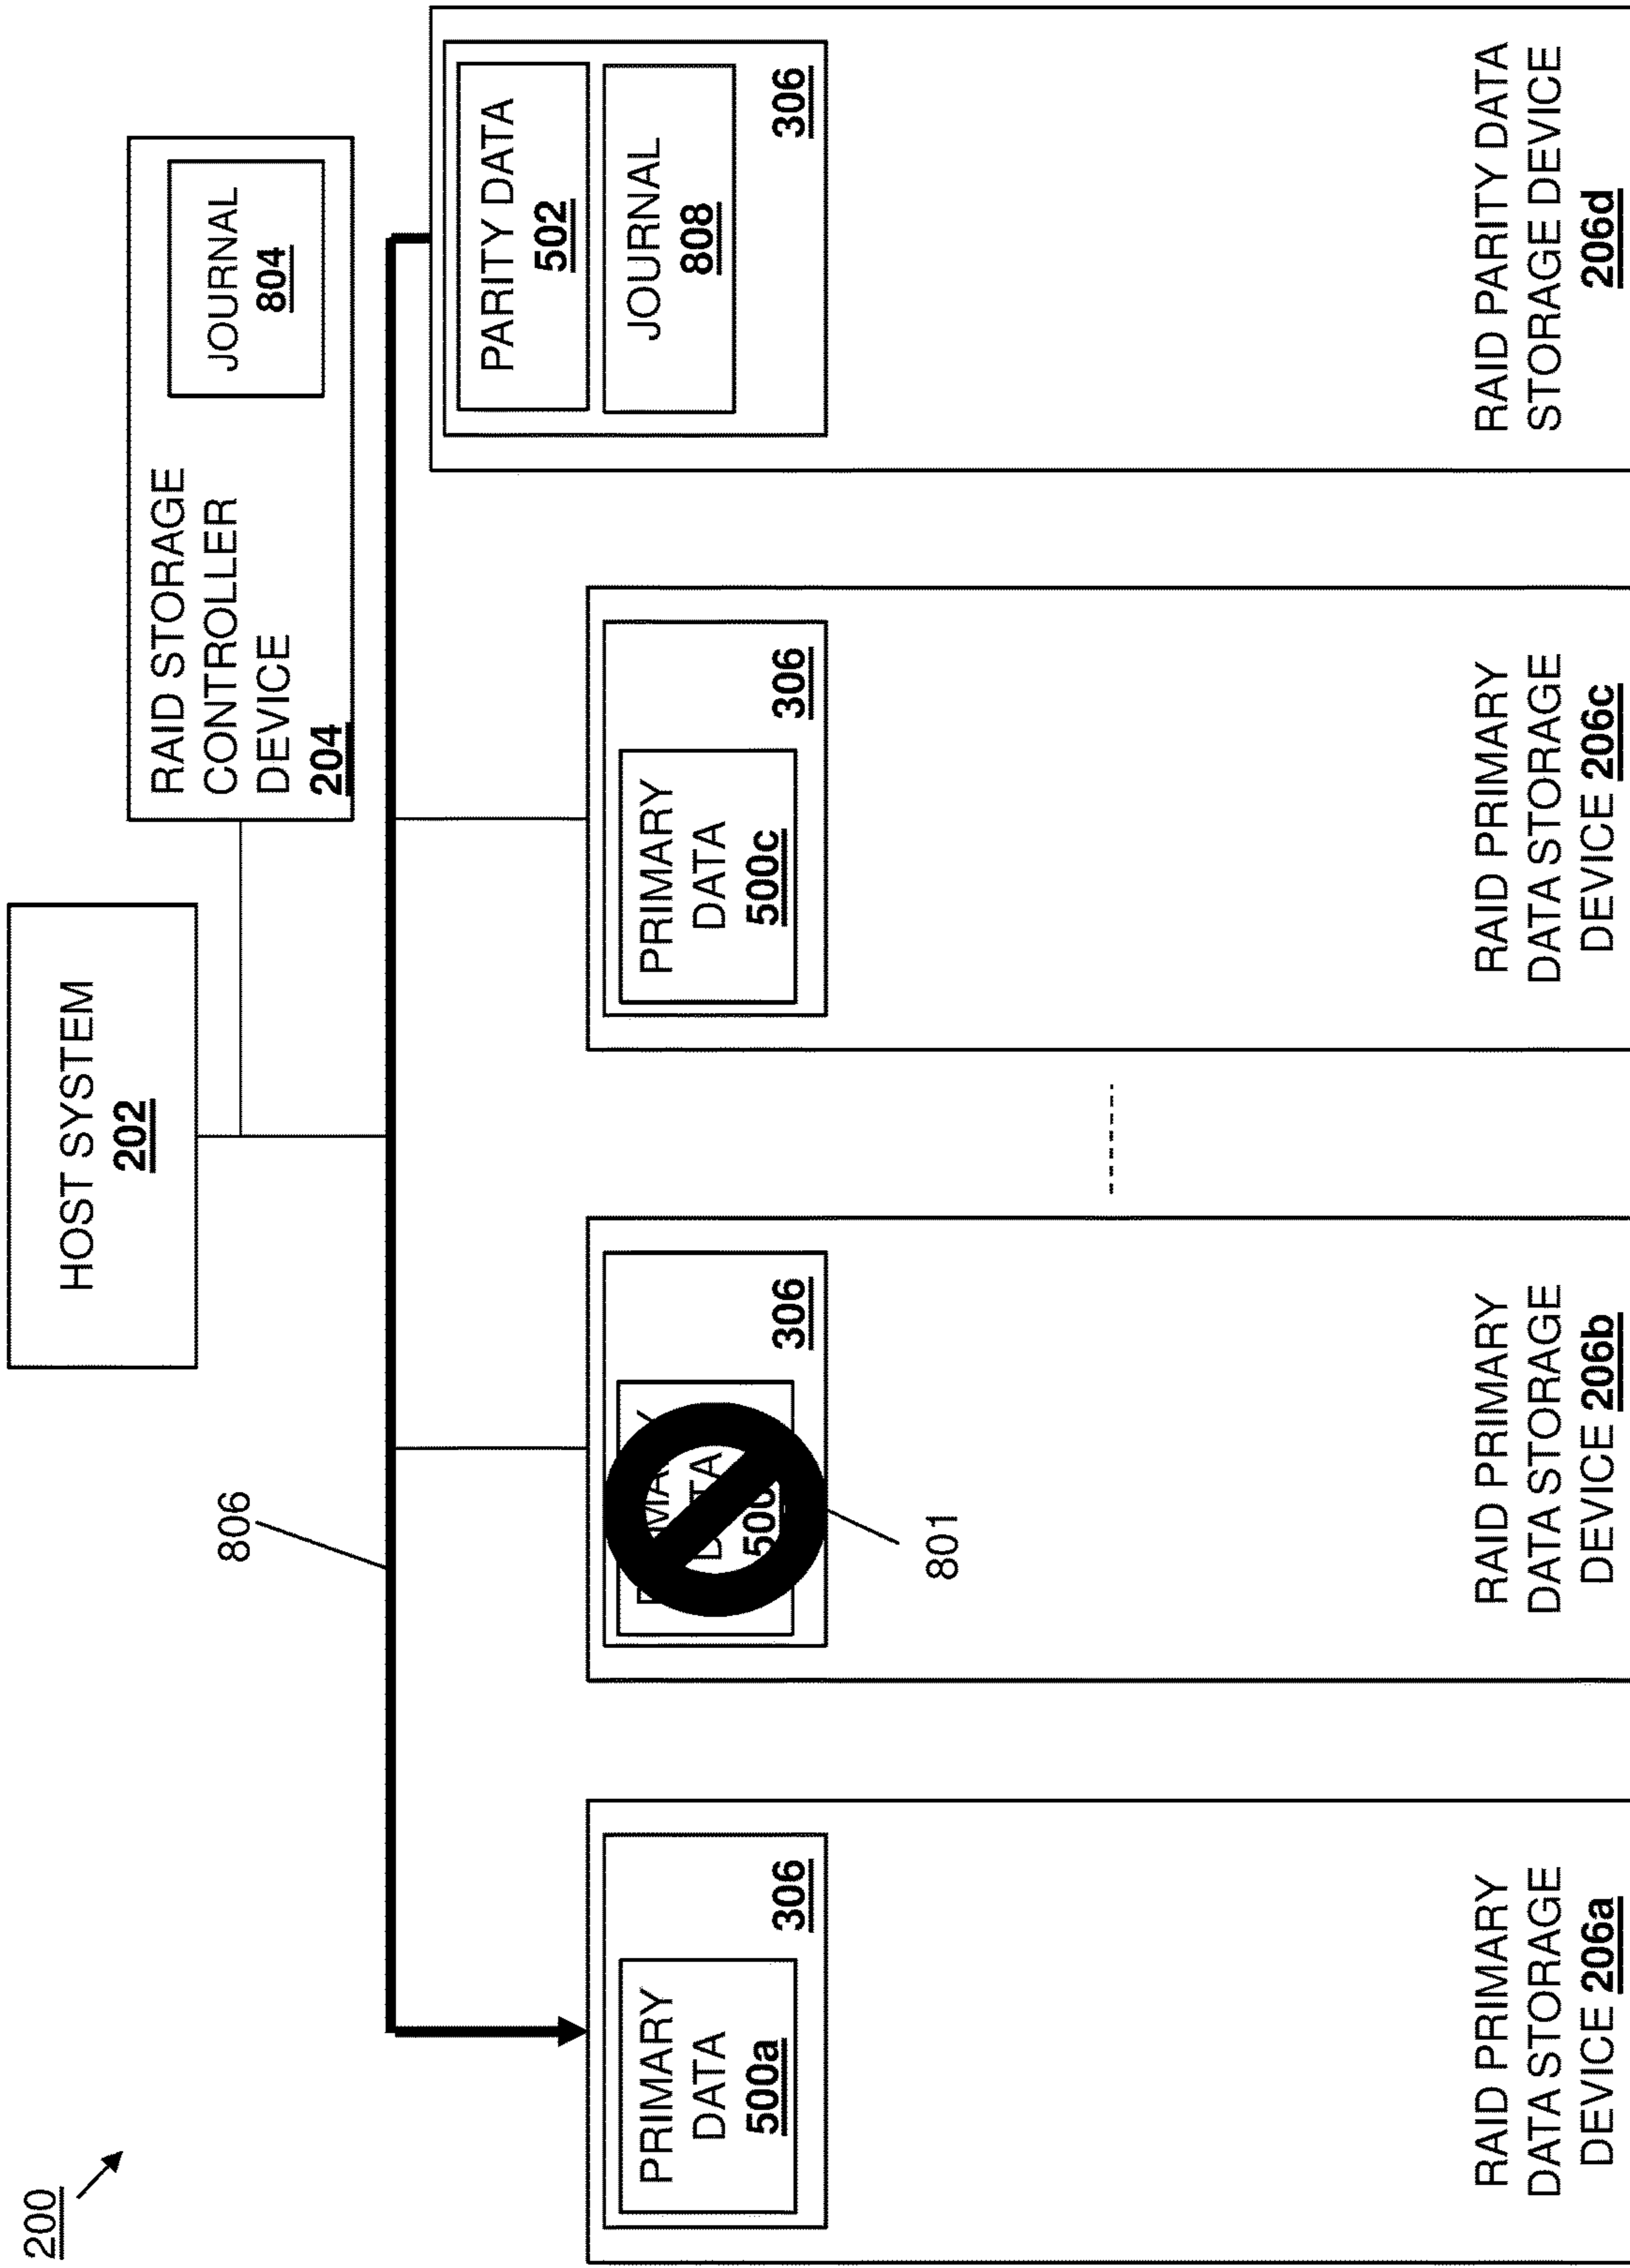 200
HOST SYSTEM
202
RAID STORAGE
CONTROLLER
DEVICE
204
JOURNAL
804
806
PRIMARY
DATA
500a
306
RAID PRIMARY
DATA STORAGE
DEVICE 206a
306
801
RAID PRIMARY
DATA STORAGE
DEVICE 206b
PRIMARY
DATA
500c
306
RAID PRIMARY
DATA STORAGE
DEVICE 206c
PARITY DATA
502
JOURNAL
808
306
RAID PARITY DATA
STORAGE DEVICE
206d